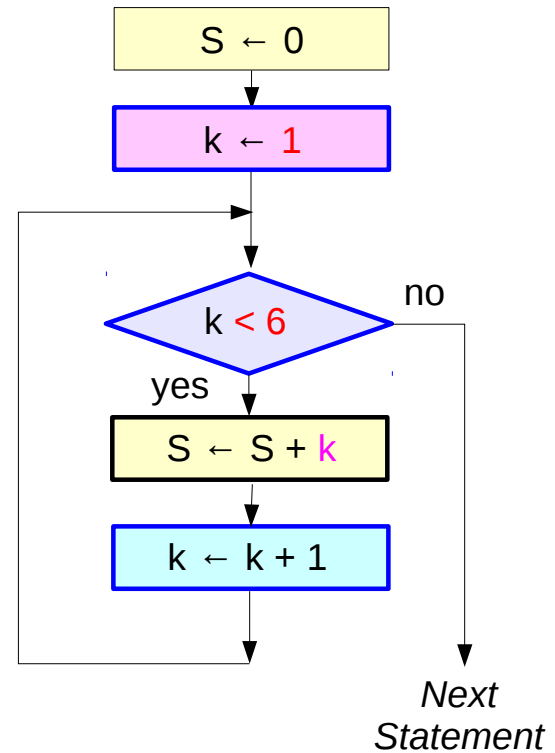 S ← 0
k ← 1
k < 6
no
yes
S ← S + k
k ← k + 1
Next
Statement